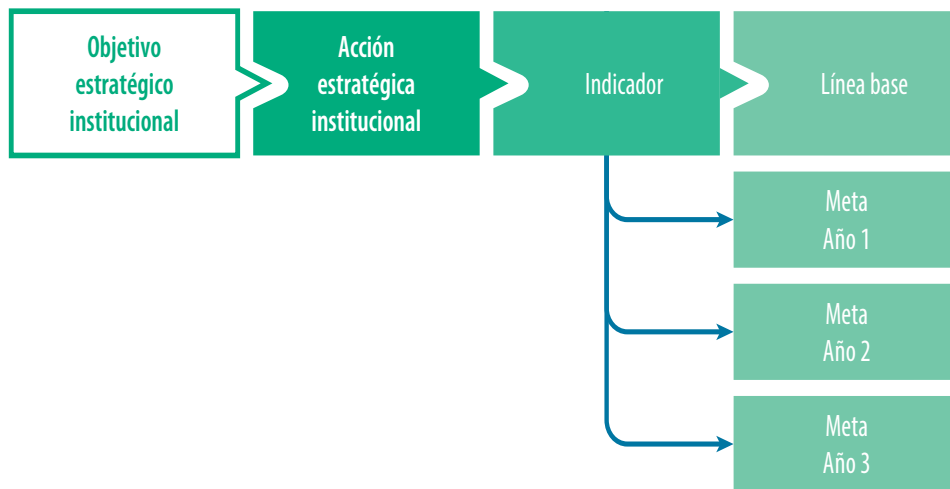 Objetivo
estratégico
institucional
Acción
estratégica
institucional
Indicador
Línea base
Meta
Año 1
Meta
Año 2
Meta
Año 3